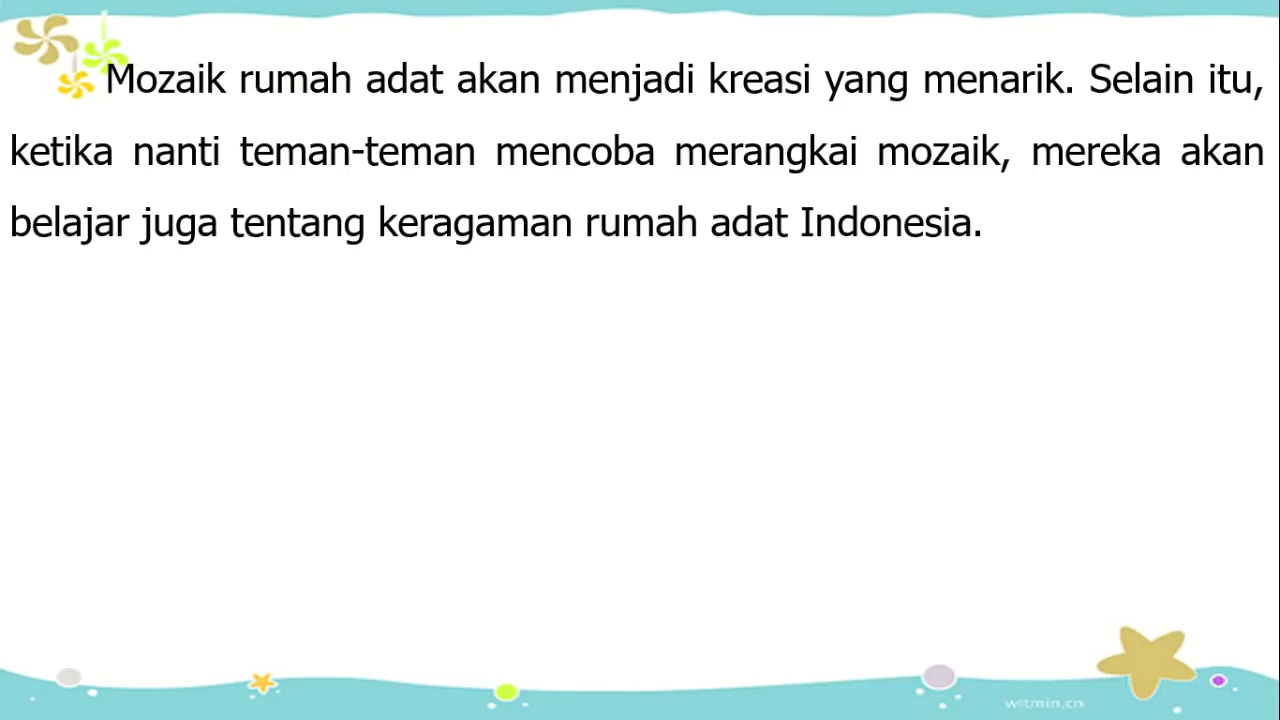 Mozaik rumah adat akan menjadi kreasi yang menarik. Selain itu,
ketika nanti teman-teman mencoba merangkai mozaik, mereka akan
belajar juga tentang keragaman rumah adat Indonesia.
witmin.cn